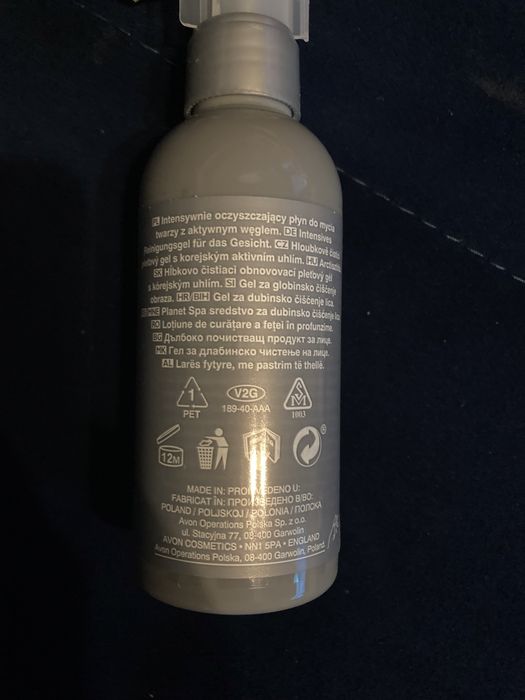 PL Intensywnie oczyszczający płyn do mycia
twarzy z aktywnym węglem. DE Intensives
Reinigungsgel für das Gesicht. CZ Hloubkově čisticí
pleťový gel s korejským aktivním uhlím. HU Arctisztító
SK Hĺbkovo čistiaci obnovovací pleťový gél
s kórejským uhlím. SI Gel za globinsko čiščenje
obraza. HR/BIH Gel za dubinsko čišćenje lica.
MNE Planet Spa sredstvo za dubinsko čišćenje lica.
RO Loțiune de curățare a feței în profunzime.
BG Дълбоко почистващ продукт за лице.
MK Гел за длабинско чистење на лице.
AL Larës fytyre, me pastrim të thellë.
1
PET
V2G
189-40-AAA
SM
1003
12M
®
MADE IN: PROIZVEDENO U:
FABRICAT ÎN: ПРОИЗВЕДЕНО В/ВО:
POLAND / POLJSKOJ / POLONIA / ПОЛСКА
Avon Operations Polska Sp. z o.o.
ul. Stacyjna 77, 08-400 Garwolin
AVON COSMETICS • NN1 5PA • ENGLAND
Avon Operations Polska, 08-400 Garwolin, Poland.